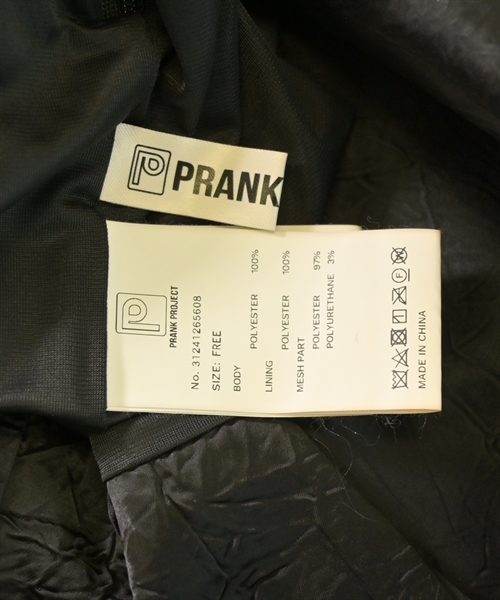 PRANK
PRANK PROJECT
No. 31241265608
SIZE: FREE
BODY
POLYESTER 100%
LINING
POLYESTER 100%
MESH PART
POLYESTER 97%
POLYURETHANE 3%
MADE IN CHINA